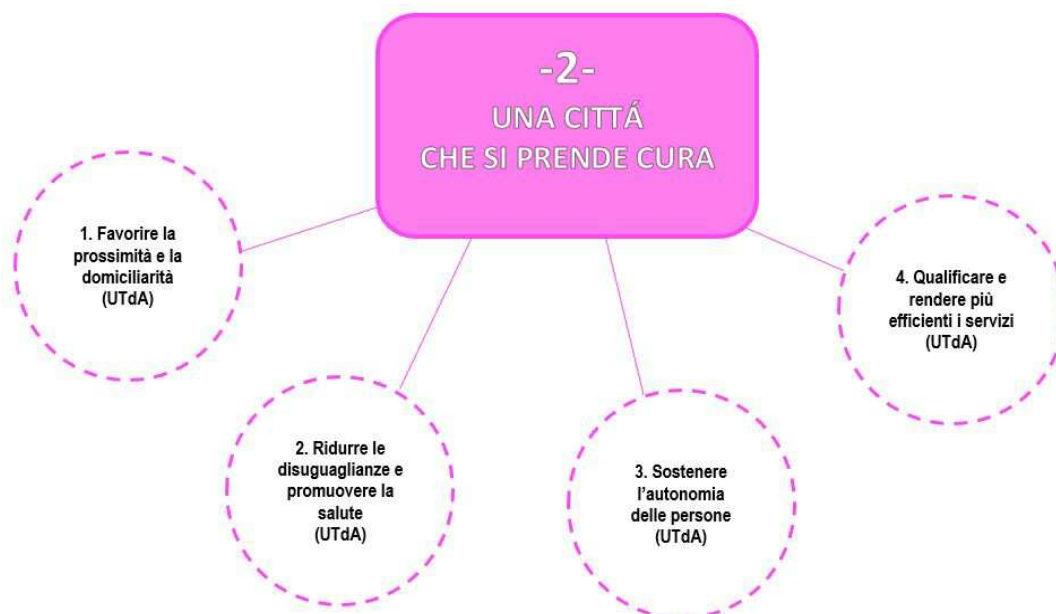 -2-
UNA CITTÁ
CHE SI PRENDE CURA
1. Favorire la
prossimità e la
domiciliarità
(UTdA)
2. Ridurre le
disuguaglianze e
promuovere la
salute
(UTdA)
3. Sostenere
l’autonomia
delle persone
(UTdA)
4. Qualificare e
rendere più
efficienti i servizi
(UTdA)